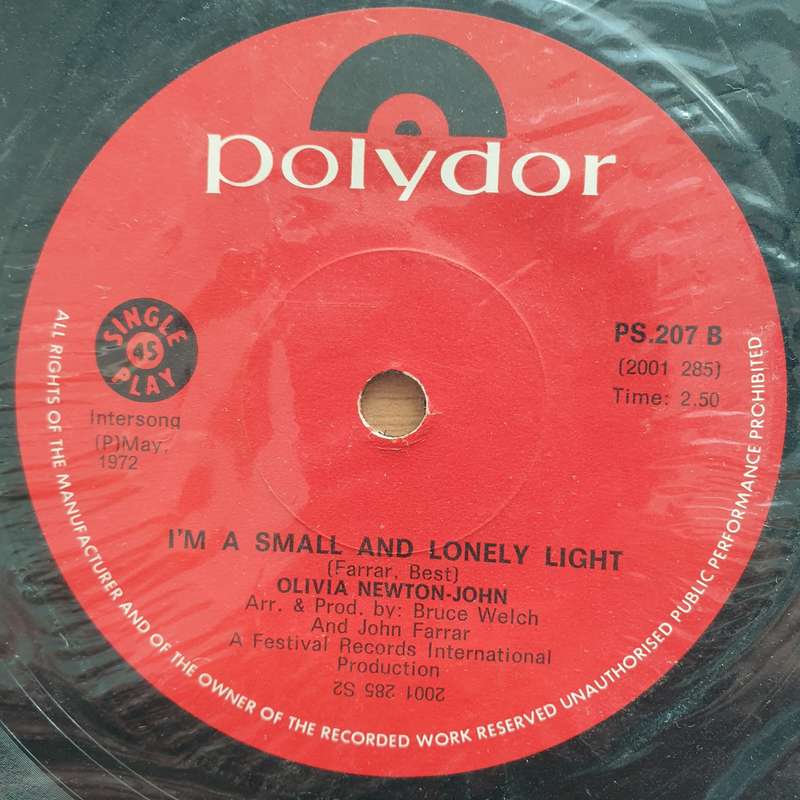 polydor
SINGLE
45
PLAY
Intersong
(P)May,
1972
PS.207 B
(2001 285)
Time: 2.50
I'M A SMALL AND LONELY LIGHT
(Farrar, Best)
OLIVIA NEWTON-JOHN
Arr. & Prod. by: Bruce Welch
And John Farrar
A Festival Records International
Production
2001 285 S2
ALL RIGHTS OF THE MANUFACTURER AND OF THE OWNER OF THE RECORDED WORK RESERVED UNAUTHORISED PUBLIC PERFORMANCE PROHIBITED